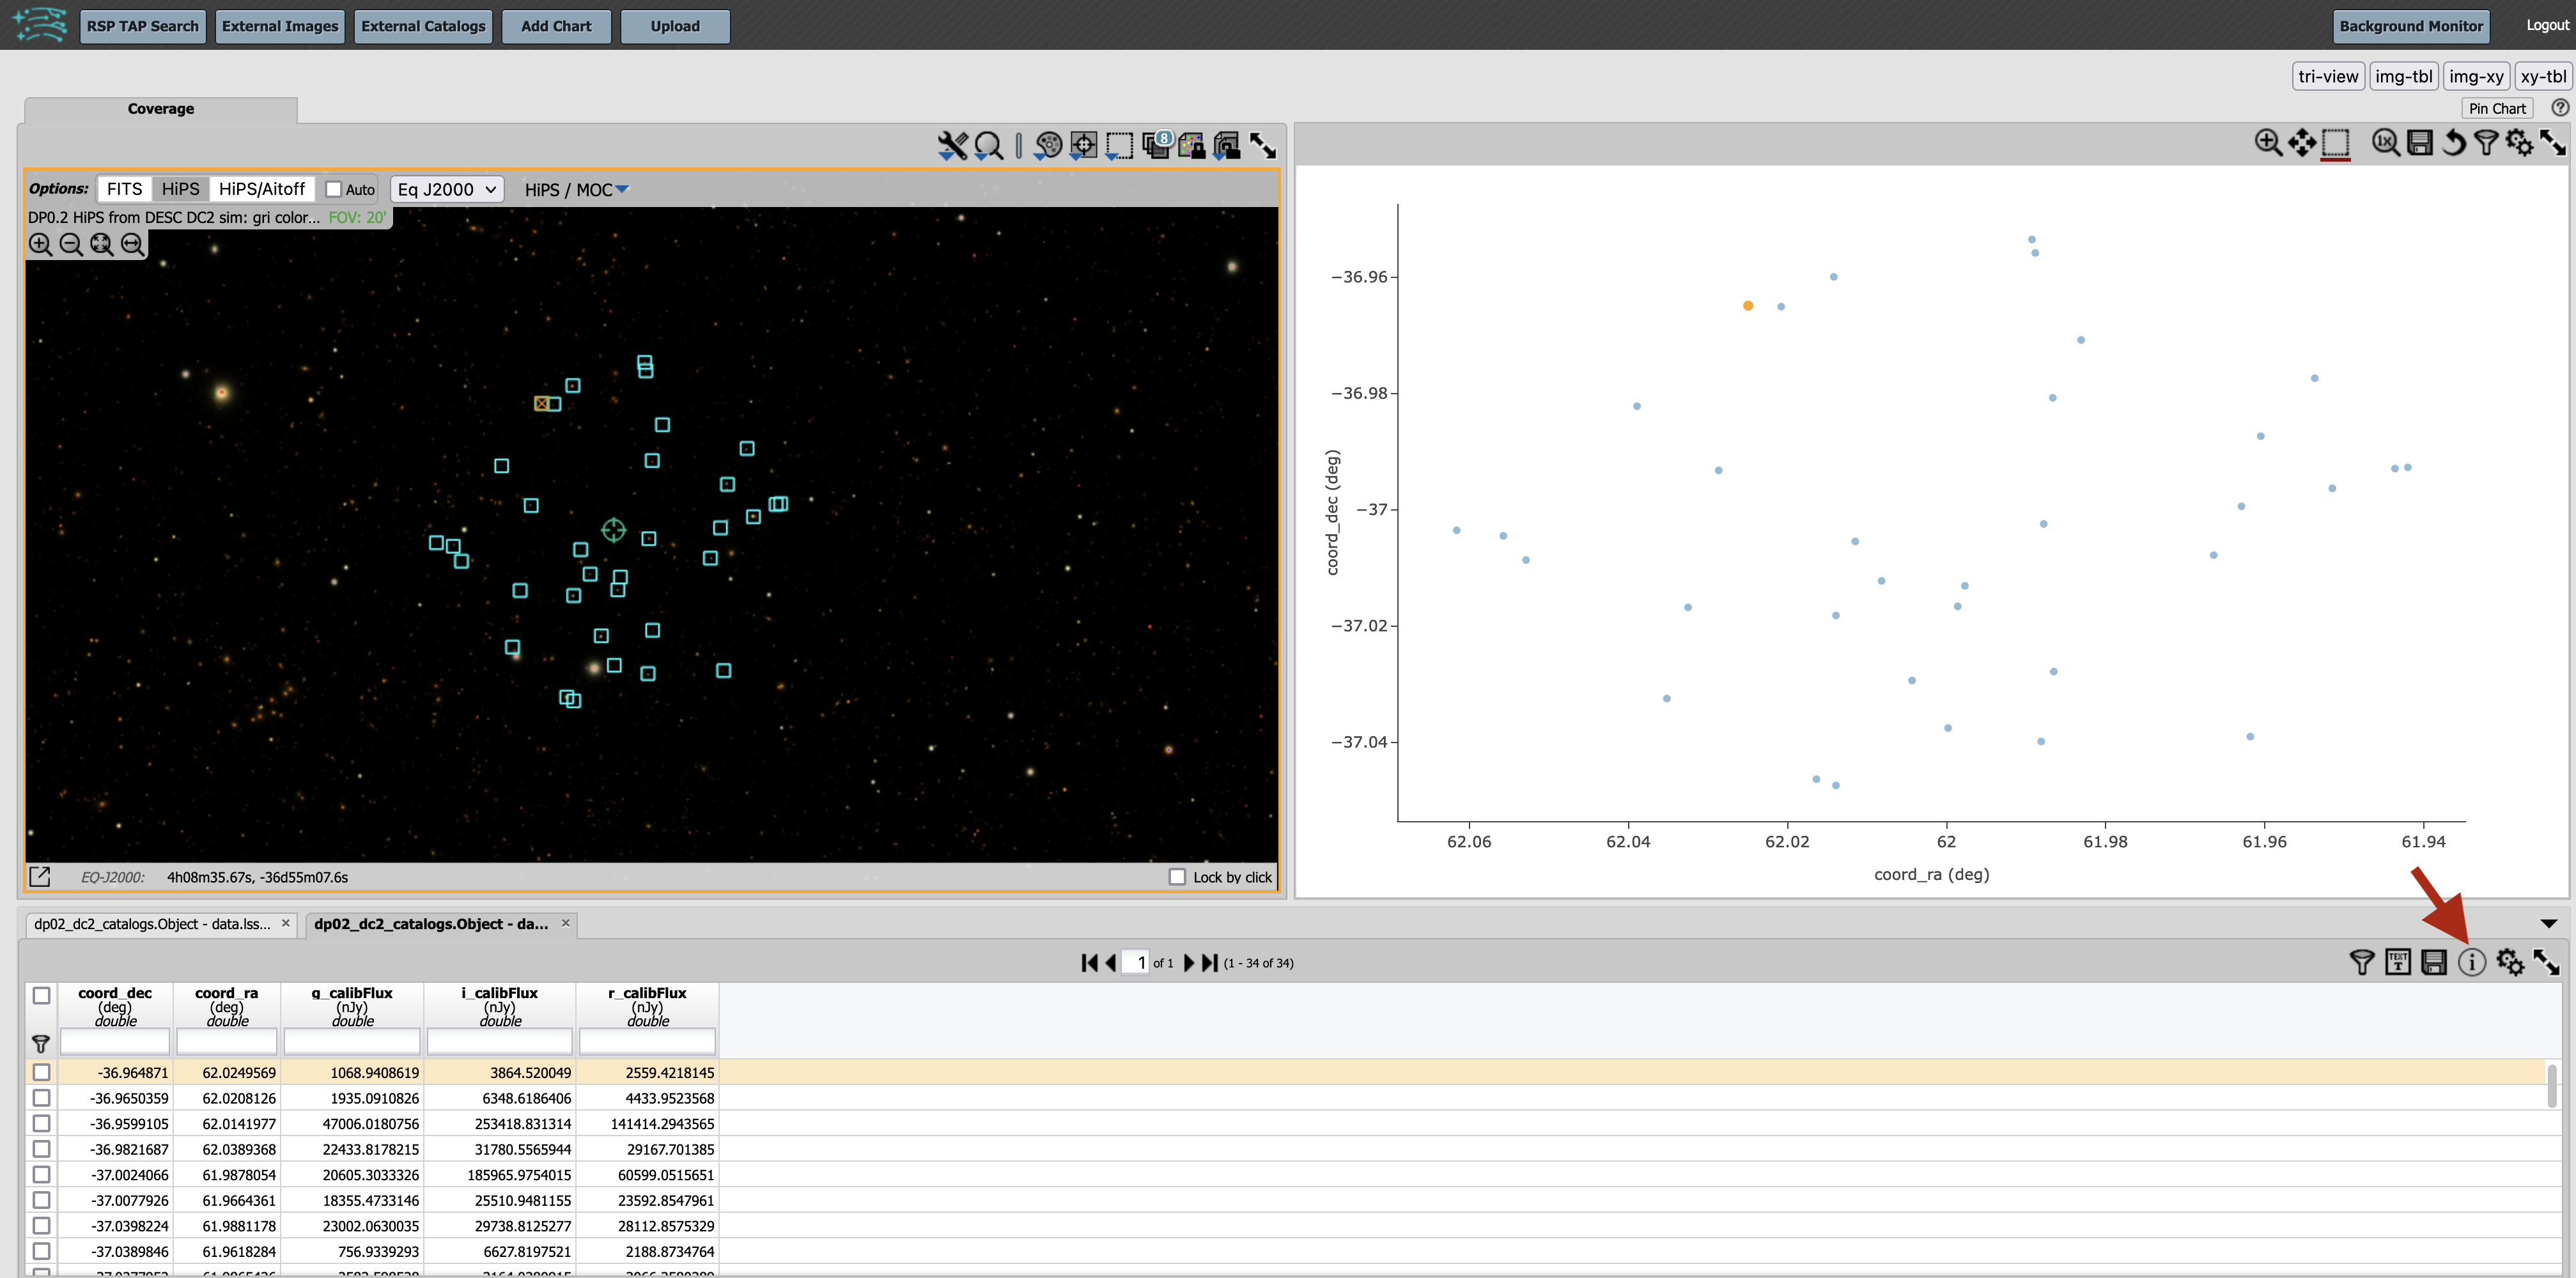 RSP TAP Search External Images External Catalogs Add Chart Upload Background Monitor Logout
tri-view img-tbl img-xy xy-tbl
Coverage
Pin Chart ?
8
1x
Options: FITS HiPS HiPS/Aitoff Auto Eq J2000 HiPS / MOC
DP0.2 HiPS from DESC DC2 sim: gri color... FOV: 20'
−36.96
−36.98
−37
−37.02
−37.04
coord_dec (deg)
62.06 62.04 62.02 62 61.98 61.96 61.94
coord_ra (deg)
EQ-J2000: 4h08m35.67s, -36d55m07.6s Lock by click
dp02_dc2_catalogs.Object - data.lss... × dp02_dc2_catalogs.Object - da... ×
1 of 1 (1 - 34 of 34) TEXT T i
coord_dec coord_ra g_calibFlux i_calibFlux r_calibFlux
(deg) (deg) (nJy) (nJy) (nJy)
double double double double double
-36.964871 62.0249569 1068.9408619 3864.520049 2559.4218145
-36.9650359 62.0208126 1935.0910826 6348.6186406 4433.9523568
-36.9599105 62.0141977 47006.0180756 253418.831314 141414.2943565
-36.9821687 62.0389368 22433.8178215 31780.5565944 29167.701385
-37.0024066 61.9878054 20605.3033326 185965.9754015 60599.0515651
-37.0077926 61.9664361 18355.4733146 25510.9481155 23592.8547961
-37.0398224 61.9881178 23002.0630035 29738.8125277 28112.8575329
-37.0389846 61.9618284 756.9339293 6627.8197521 2188.8734764